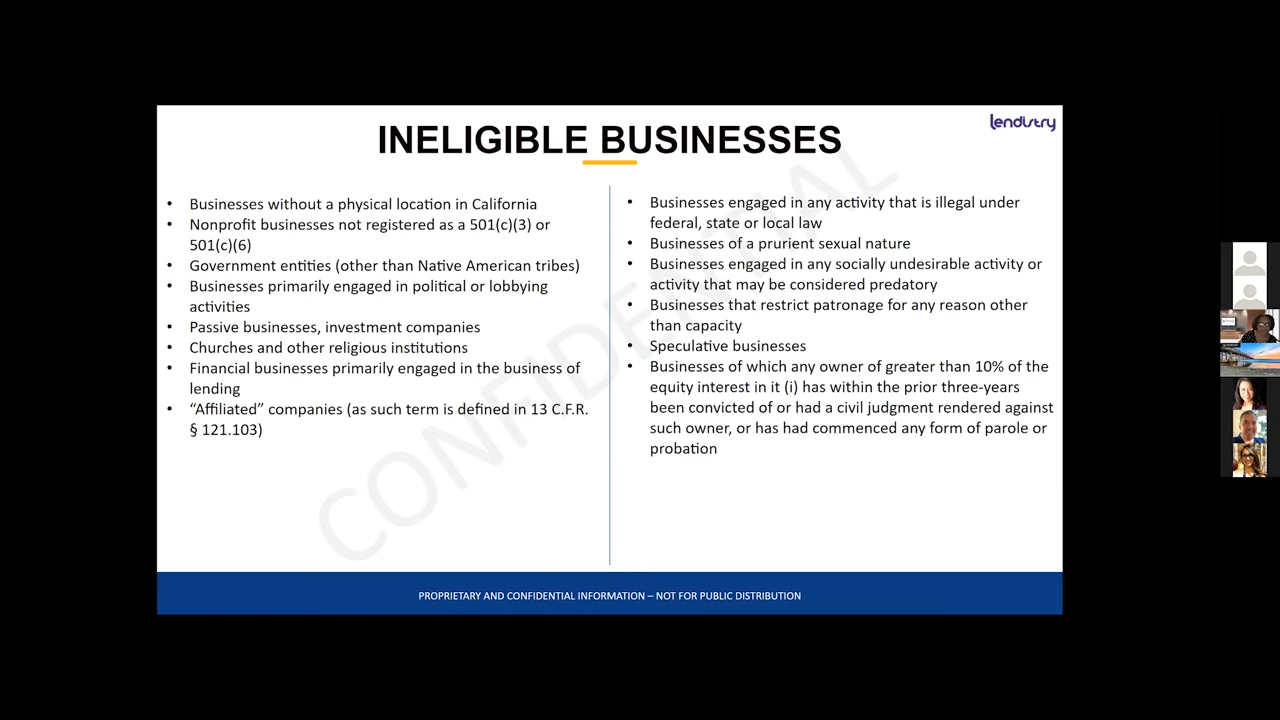 lendistry
INELIGIBLE BUSINESSES
• Businesses without a physical location in California
• Nonprofit businesses not registered as a 501(c)(3) or
501(c)(6)
• Government entities (other than Native American tribes)
• Businesses primarily engaged in political or lobbying
activities
• Passive businesses, investment companies
• Churches and other religious institutions
• Financial businesses primarily engaged in the business of
lending
• “Affiliated” companies (as such term is defined in 13 C.F.R.
§ 121.103)
• Businesses engaged in any activity that is illegal under
federal, state or local law
• Businesses of a prurient sexual nature
• Businesses engaged in any socially undesirable activity or
activity that may be considered predatory
• Businesses that restrict patronage for any reason other
than capacity
• Speculative businesses
• Businesses of which any owner of greater than 10% of the
equity interest in it (i) has within the prior three-years
been convicted of or had a civil judgment rendered against
such owner, or has had commenced any form of parole or
probation
CONFIDENTIAL
PROPRIETARY AND CONFIDENTIAL INFORMATION – NOT FOR PUBLIC DISTRIBUTION